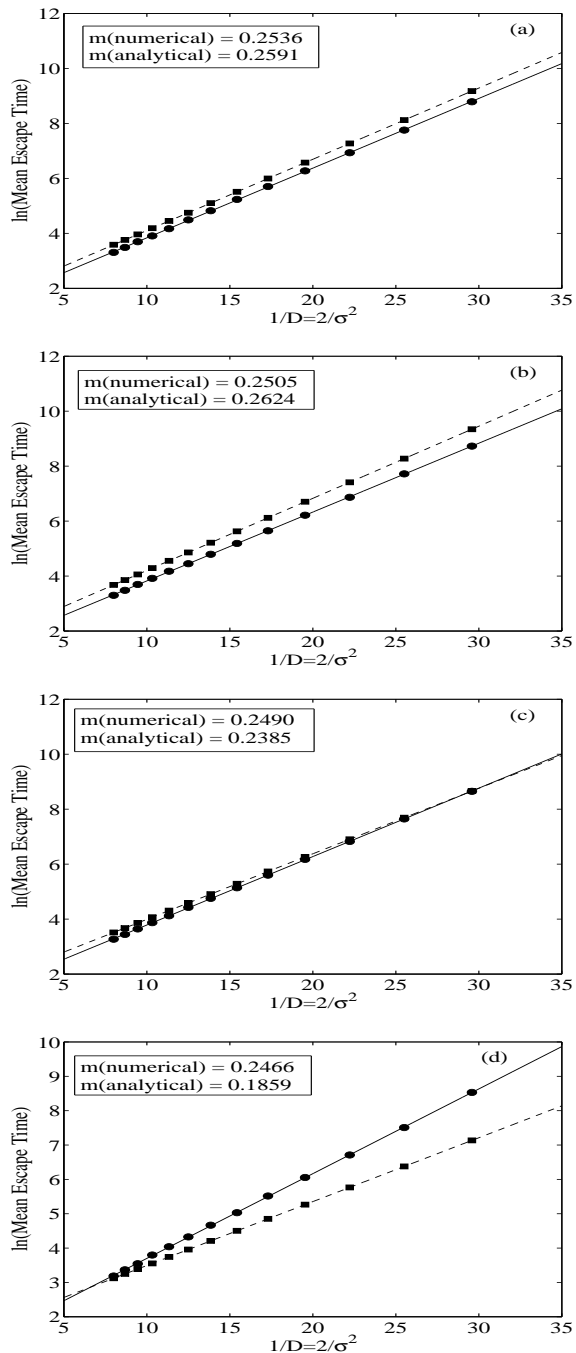 (a)
m(numerical) = 0.2536
m(analytical) = 0.2591
12
10
8
6
4
2
ln(Mean Escape Time)
5 10 15 20 25 30 35
1/D=2/σ²
(b)
m(numerical) = 0.2505
m(analytical) = 0.2624
12
10
8
6
4
2
ln(Mean Escape Time)
5 10 15 20 25 30 35
1/D=2/σ²
(c)
m(numerical) = 0.2490
m(analytical) = 0.2385
12
10
8
6
4
2
ln(Mean Escape Time)
5 10 15 20 25 30 35
1/D=2/σ²
(d)
m(numerical) = 0.2466
m(analytical) = 0.1859
10
9
8
7
6
5
4
3
2
ln(Mean Escape Time)
5 10 15 20 25 30 35
1/D=2/σ²